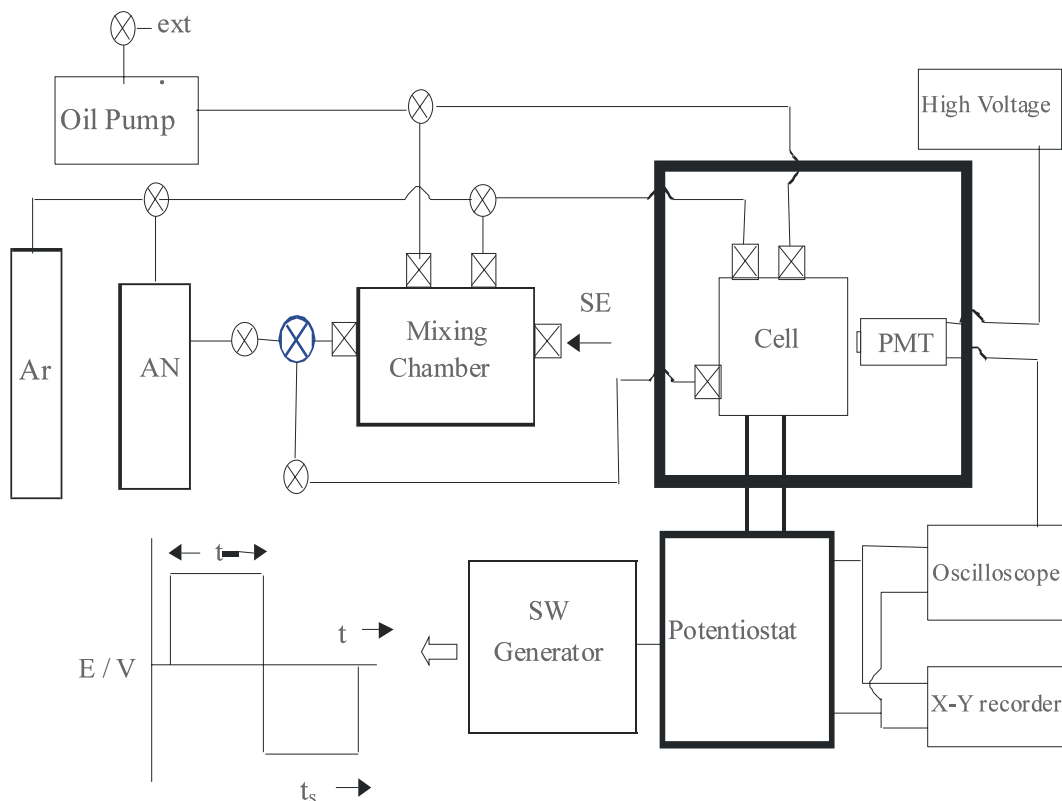 ext
Oil Pump
High Voltage
Ar
AN
Mixing
Chamber
SE
Cell
PMT
t
t
E / V
tₛ
SW
Generator
Potentiostat
Oscilloscope
X-Y recorder